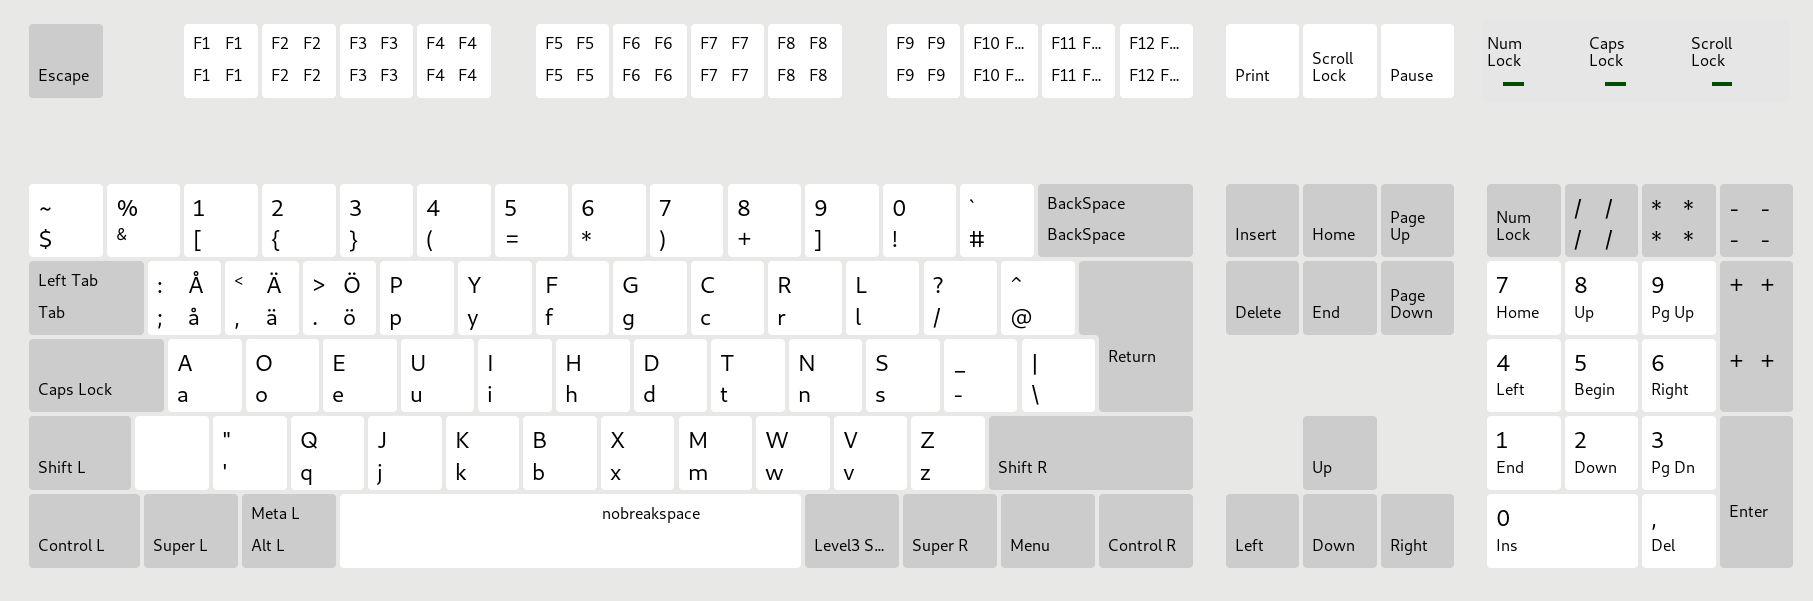 F1 F1 F2 F2 F3 F3 F4 F4 F5 F5 F6 F6 F7 F7 F8 F8 F9 F9 F10 F... F11 F... F12 F... Num Caps Scroll
Scroll Lock Lock Lock
Escape F1 F1 F2 F2 F3 F3 F4 F4 F5 F5 F6 F6 F7 F7 F8 F8 F9 F9 F10 F... F11 F... F12 F... Print Lock Pause
~ % 1 2 3 4 5 6 7 8 9 0 ` BackSpace Page Num / / * * - -
$ & [ { } ( = * ) + ] ! # BackSpace Insert Home Up Lock / / * * - -
Left Tab : Å < Ä > Ö P Y F G C R L ? ^ Page 7 8 9 + +
Tab ; å , ä . ö p y f g c r l / @ Delete End Down Home Up Pg Up
A O E U I H D T N S _ | Return 4 5 6 + +
Caps Lock a o e u i h d t n s - \ Left Begin Right
" Q J K B X M W V Z 1 2 3
Shift L ' q j k b x m w v z Shift R Up End Down Pg Dn
Meta L nobreakspace 0 , Enter
Control L Super L Alt L Level3 S... Super R Menu Control R Left Down Right Ins Del